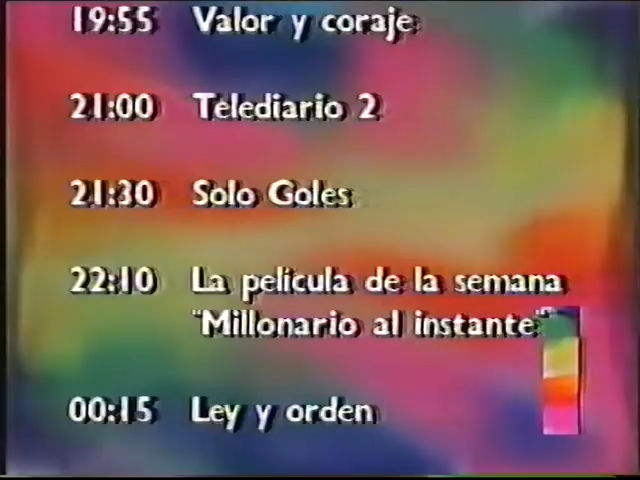 19:55 Valor y coraje
21:00 Telediario 2
21:30 Solo Goles
22:10 La película de la semana
"Millonario al instante"
00:15 Ley y orden